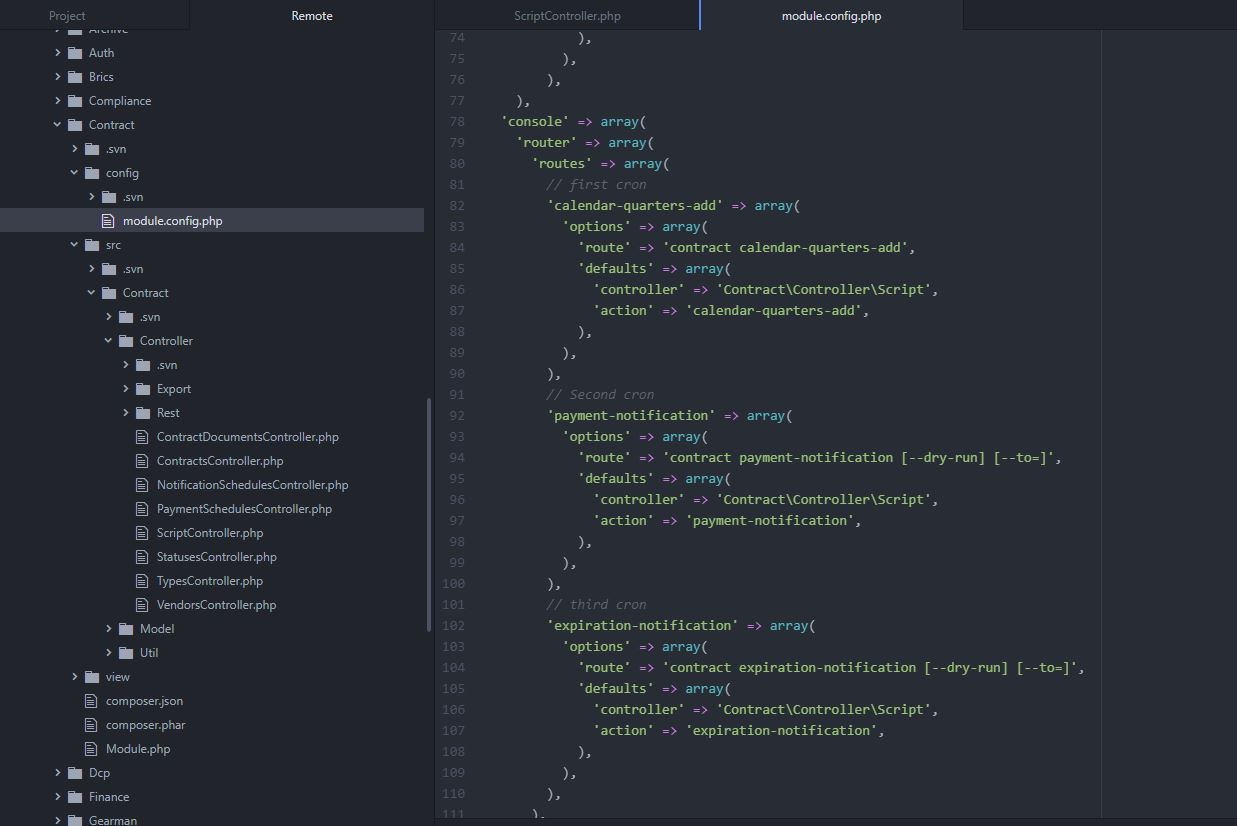 Project
Remote
ScriptController.php
module.config.php
Archive
Auth
Brics
Compliance
Contract
.svn
config
.svn
module.config.php
src
.svn
Contract
.svn
Controller
.svn
Export
Rest
ContractDocumentsController.php
ContractsController.php
NotificationSchedulesController.php
PaymentSchedulesController.php
ScriptController.php
StatusesController.php
TypesController.php
VendorsController.php
Model
Util
view
composer.json
composer.phar
Module.php
Dcp
Finance
Gearman
74 ),
75 ),
76 ),
77 ),
78 'console' => array(
79 'router' => array(
80 'routes' => array(
81 // first cron
82 'calendar-quarters-add' => array(
83 'options' => array(
84 'route' => 'contract calendar-quarters-add',
85 'defaults' => array(
86 'controller' => 'Contract\Controller\Script',
87 'action' => 'calendar-quarters-add',
88 ),
89 ),
90 ),
91 // Second cron
92 'payment-notification' => array(
93 'options' => array(
94 'route' => 'contract payment-notification [--dry-run] [--to=]',
95 'defaults' => array(
96 'controller' => 'Contract\Controller\Script',
97 'action' => 'payment-notification',
98 ),
99 ),
100 ),
101 // third cron
102 'expiration-notification' => array(
103 'options' => array(
104 'route' => 'contract expiration-notification [--dry-run] [--to=]',
105 'defaults' => array(
106 'controller' => 'Contract\Controller\Script',
107 'action' => 'expiration-notification',
108 ),
109 ),
110 ),
111 ),